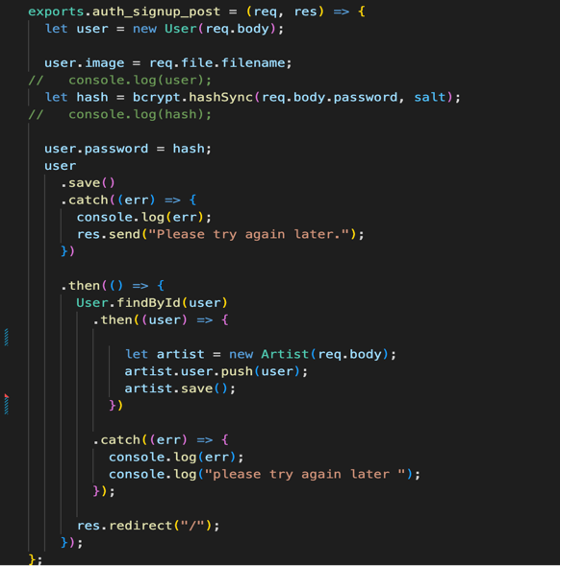 exports.auth_signup_post = (req, res) => {
let user = new User(req.body);
user.image = req.file.filename;
// console.log(user);
let hash = bcrypt.hashSync(req.body.password, salt);
// console.log(hash);
user.password = hash;
user
.save()
.catch((err) => {
console.log(err);
res.send("Please try again later.");
})
.then(() => {
User.findById(user)
.then((user) => {
let artist = new Artist(req.body);
artist.user.push(user);
artist.save();
})
.catch((err) => {
console.log(err);
console.log("please try again later ");
});
res.redirect("/");
});
};